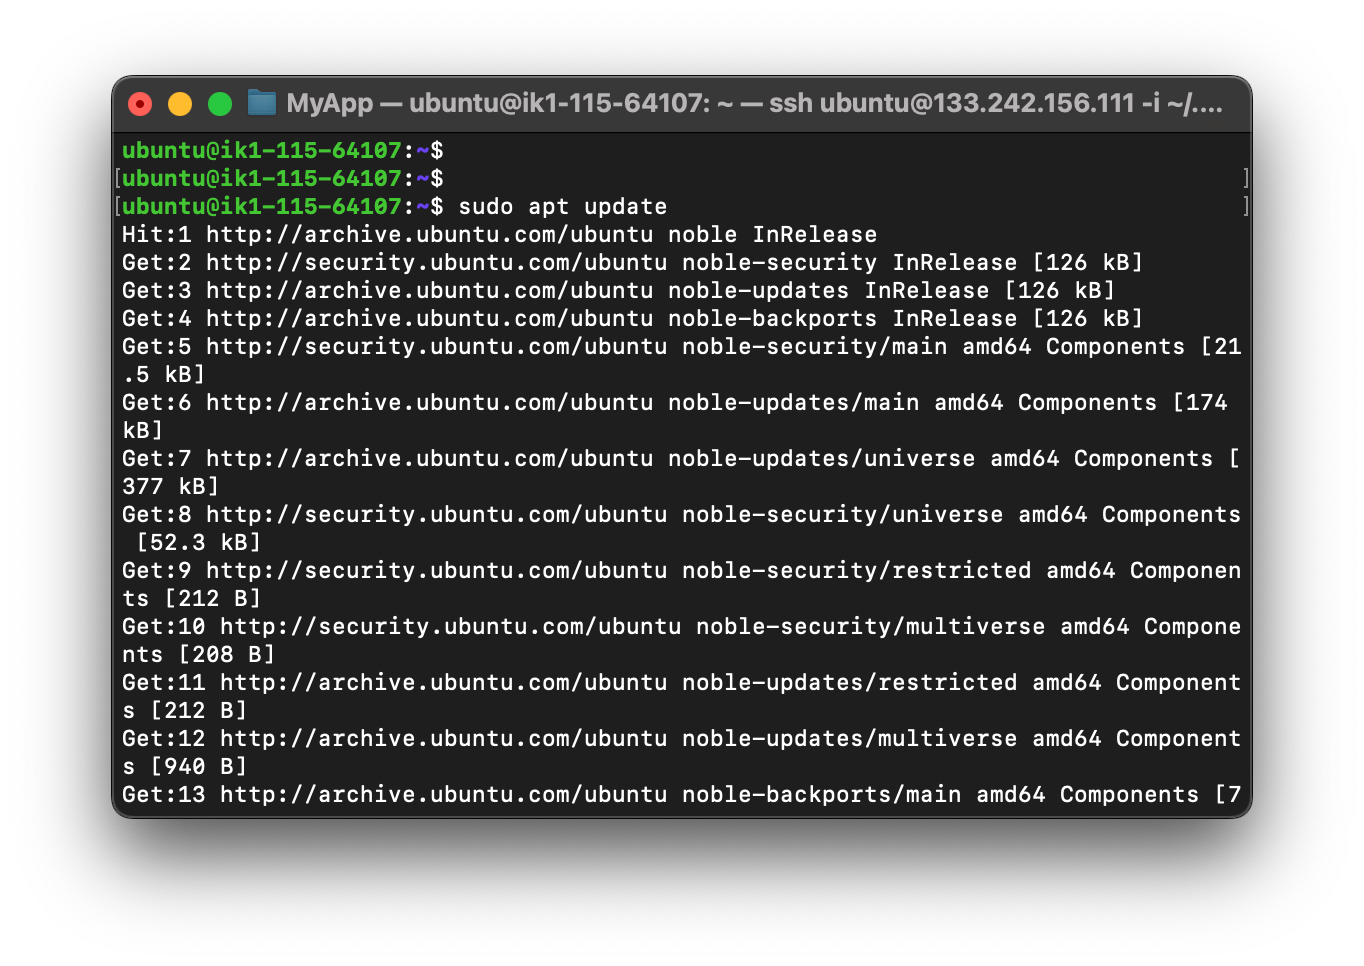 MyApp — ubuntu@ik1-115-64107: ~ — ssh ubuntu@133.242.156.111 -i ~/....
ubuntu@ik1-115-64107:~$
[ubuntu@ik1-115-64107:~$ ]
[ubuntu@ik1-115-64107:~$ sudo apt update ]
Hit:1 http://archive.ubuntu.com/ubuntu noble InRelease
Get:2 http://security.ubuntu.com/ubuntu noble-security InRelease [126 kB]
Get:3 http://archive.ubuntu.com/ubuntu noble-updates InRelease [126 kB]
Get:4 http://archive.ubuntu.com/ubuntu noble-backports InRelease [126 kB]
Get:5 http://security.ubuntu.com/ubuntu noble-security/main amd64 Components [21
.5 kB]
Get:6 http://archive.ubuntu.com/ubuntu noble-updates/main amd64 Components [174
kB]
Get:7 http://archive.ubuntu.com/ubuntu noble-updates/universe amd64 Components [
377 kB]
Get:8 http://security.ubuntu.com/ubuntu noble-security/universe amd64 Components
 [52.3 kB]
Get:9 http://security.ubuntu.com/ubuntu noble-security/restricted amd64 Componen
ts [212 B]
Get:10 http://security.ubuntu.com/ubuntu noble-security/multiverse amd64 Compone
nts [208 B]
Get:11 http://archive.ubuntu.com/ubuntu noble-updates/restricted amd64 Component
s [212 B]
Get:12 http://archive.ubuntu.com/ubuntu noble-updates/multiverse amd64 Component
s [940 B]
Get:13 http://archive.ubuntu.com/ubuntu noble-backports/main amd64 Components [7